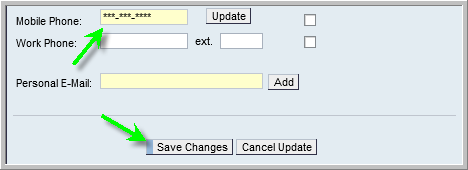 Mobile Phone: ***-***-**** Update
Work Phone: ext.
Personal E-Mail: Add
Save Changes Cancel Update